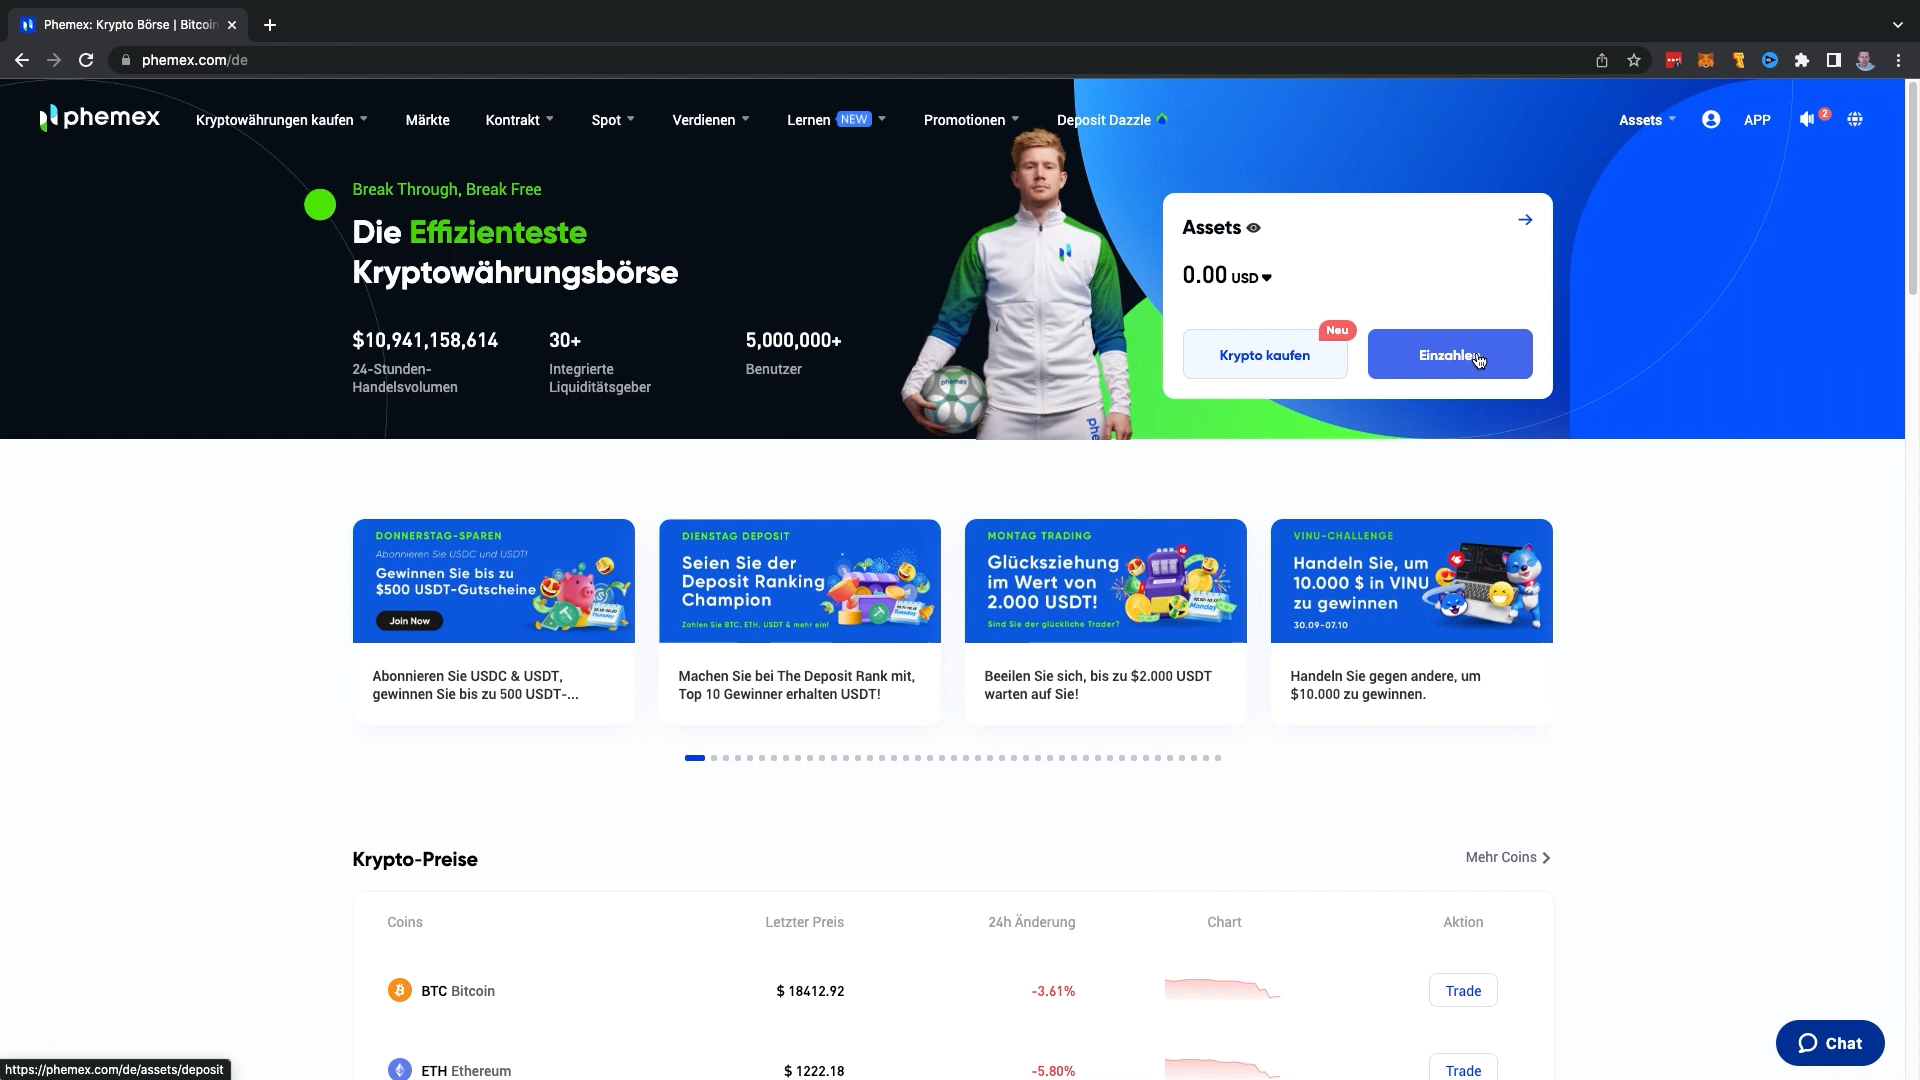 Phemex: Krypto Börse | Bitcoin
phemex.com/de
phemex
Kryptowährungen kaufen
Märkte
Kontrakt
Spot
Verdienen
Lernen NEW
Promotionen
Deposit Dazzle
Assets
APP
2
Break Through, Break Free
Die Effizienteste
Kryptowährungsbörse
$10,941,158,614
24-Stunden-
Handelsvolumen
30+
Integrierte
Liquiditätsgeber
5,000,000+
Benutzer
phemex
phe
Assets
0.00 USD
Neu
Krypto kaufen
Einzahlen
DONNERSTAG-SPAREN
Abonnieren Sie USDC und USDT!
Gewinnen Sie bis zu
$500 USDT-Gutscheine
Join Now
Thursday
Abonnieren Sie USDC & USDT,
gewinnen Sie bis zu 500 USDT-...
DIENSTAG DEPOSIT
Seien Sie der
Deposit Ranking
Champion
Zahlen Sie BTC, ETH, USDT & mehr ein!
Tuesday
Machen Sie bei The Deposit Rank mit,
Top 10 Gewinner erhalten USDT!
MONTAG TRADING
Glücksziehung
im Wert von
2.000 USDT!
Sind Sie der glückliche Trader?
Monday
Beeilen Sie sich, bis zu $2.000 USDT
warten auf Sie!
VINU-CHALLENGE
Handeln Sie, um
10.000 $ in VINU
zu gewinnen
30.09-07.10
Handeln Sie gegen andere, um
$10.000 zu gewinnen.
Krypto-Preise
Mehr Coins
Coins
Letzter Preis
24h Änderung
Chart
Aktion
BTC Bitcoin
$ 18412.92
-3.61%
Trade
ETH Ethereum
$ 1222.18
-5.80%
Trade
Chat
https://phemex.com/de/assets/deposit